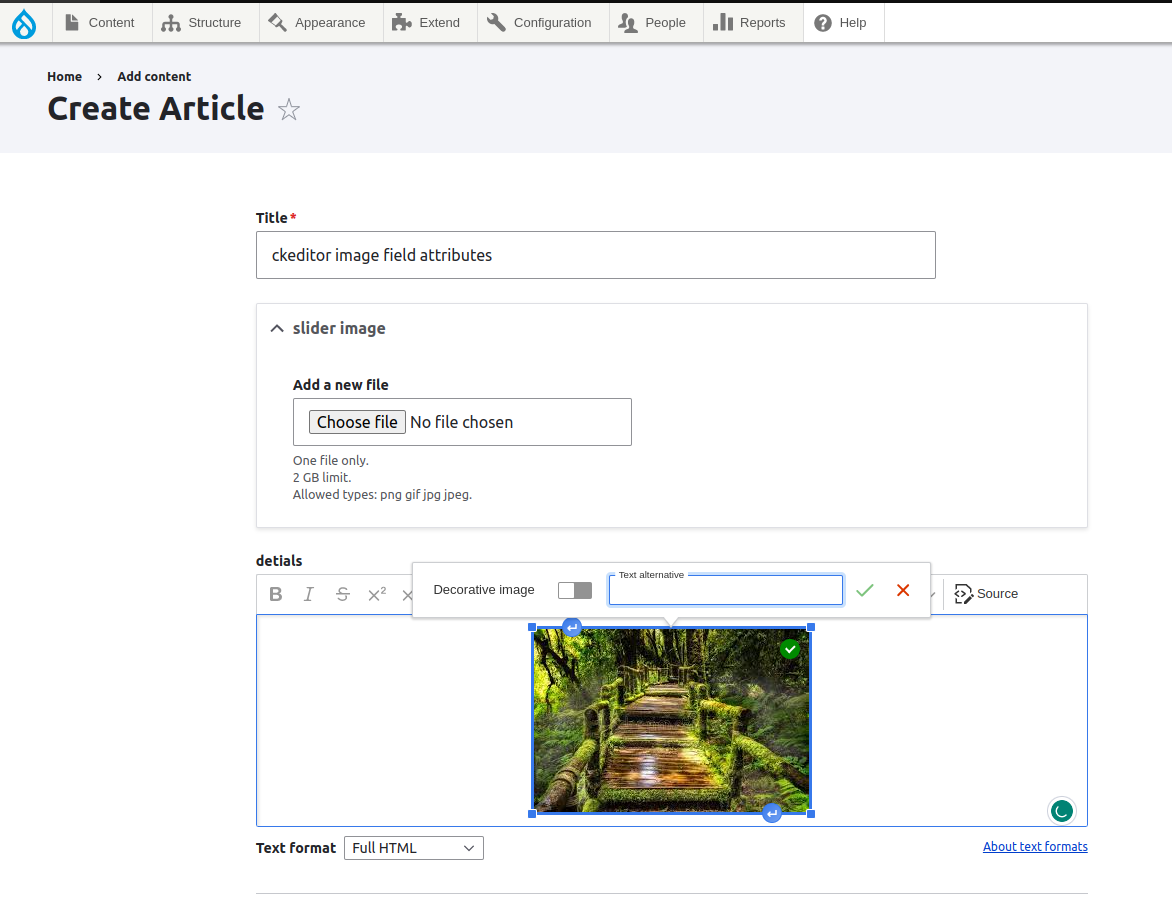 Content Structure Appearance Extend Configuration People Reports Help
Home › Add content
Create Article
Title*
ckeditor image field attributes
slider image
Add a new file
Choose file No file chosen
One file only.
2 GB limit.
Allowed types: png gif jpg jpeg.
detials
Text alternative
Decorative image
B I S X² Source
Text format Full HTML About text formats